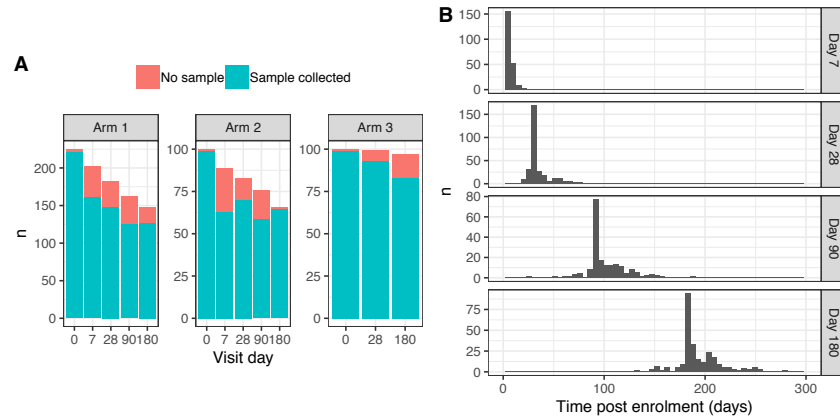 A
No sample Sample collected
Arm 1 Arm 2 Arm 3
200
150
100
50
0
100
75
50
25
0
100
75
50
25
0
n
0 7 28 90 180
0 7 28 90 180
0 28 180
Visit day
B
150
100
50
0
Day 7
150
100
50
0
Day 28
80
60
40
20
0
Day 90
75
50
25
0
Day 180
n
0 100 200 300
Time post enrolment (days)